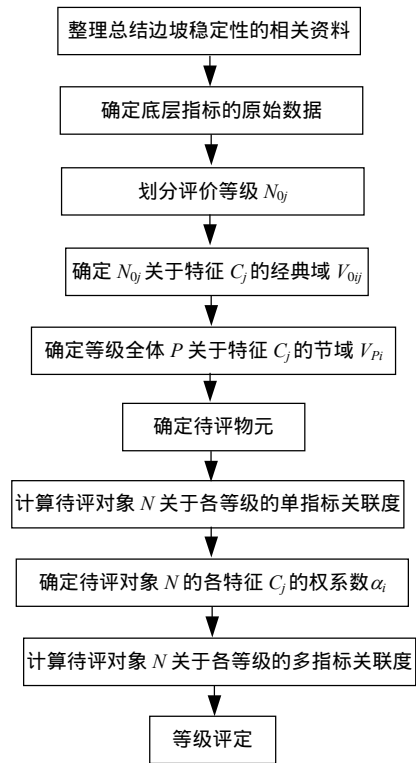 整理总结边坡稳定性的相关资料
确定底层指标的原始数据
划分评价等级 N₀ⱼ
确定 N₀ⱼ 关于特征 Cⱼ 的经典域 V₀ᵢⱼ
确定等级全体 P 关于特征 Cⱼ 的节域 V_Pi
确定待评物元
计算待评对象 N 关于各等级的单指标关联度
确定待评对象 N 的各特征 Cⱼ 的权系数αᵢ
计算待评对象 N 关于各等级的多指标关联度
等级评定